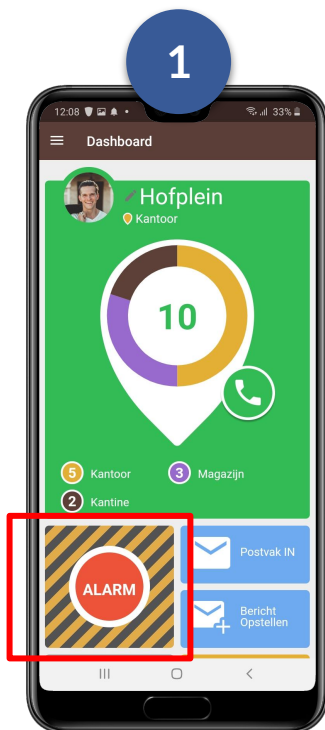 1
12:08 33%
Dashboard
Hofplein
Kantoor
10
5 Kantoor 3 Magazijn
2 Kantine
ALARM
Postvak IN
Bericht
Opstellen